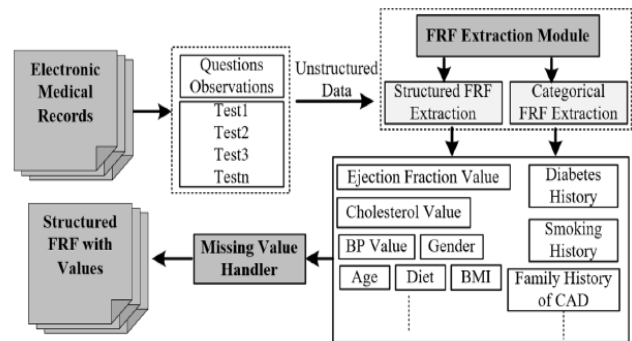 Electronic
Medical
Records
Questions
Observations
Test1
Test2
Test3
Testn
Unstructured
Data
FRF Extraction Module
Structured FRF
Extraction
Categorical
FRF Extraction
Ejection Fraction Value
Cholesterol Value
BP Value
Gender
Age
Diet
BMI
Diabetes
History
Smoking
History
Family History
of CAD
Missing Value
Handler
Structured
FRF with
Values